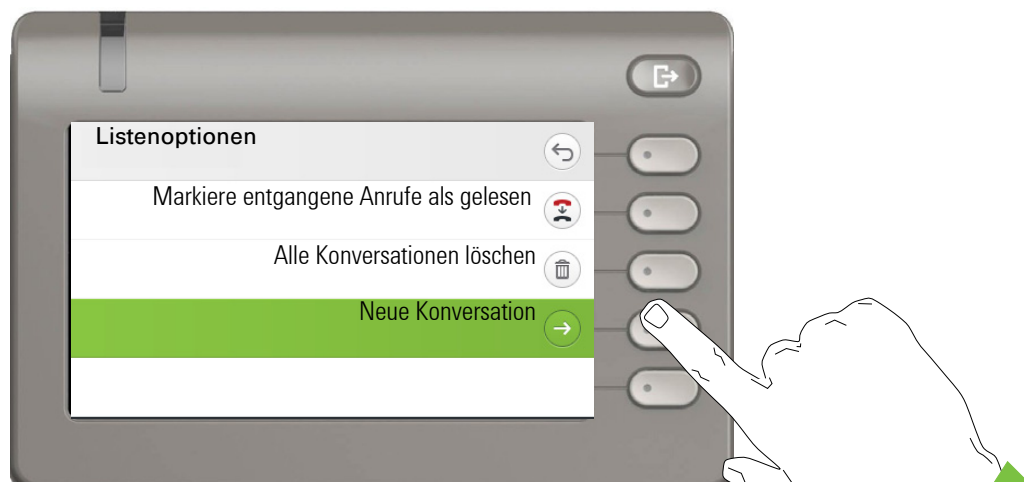 Listenoptionen
Markiere entgangene Anrufe als gelesen
Alle Konversationen löschen
Neue Konversation